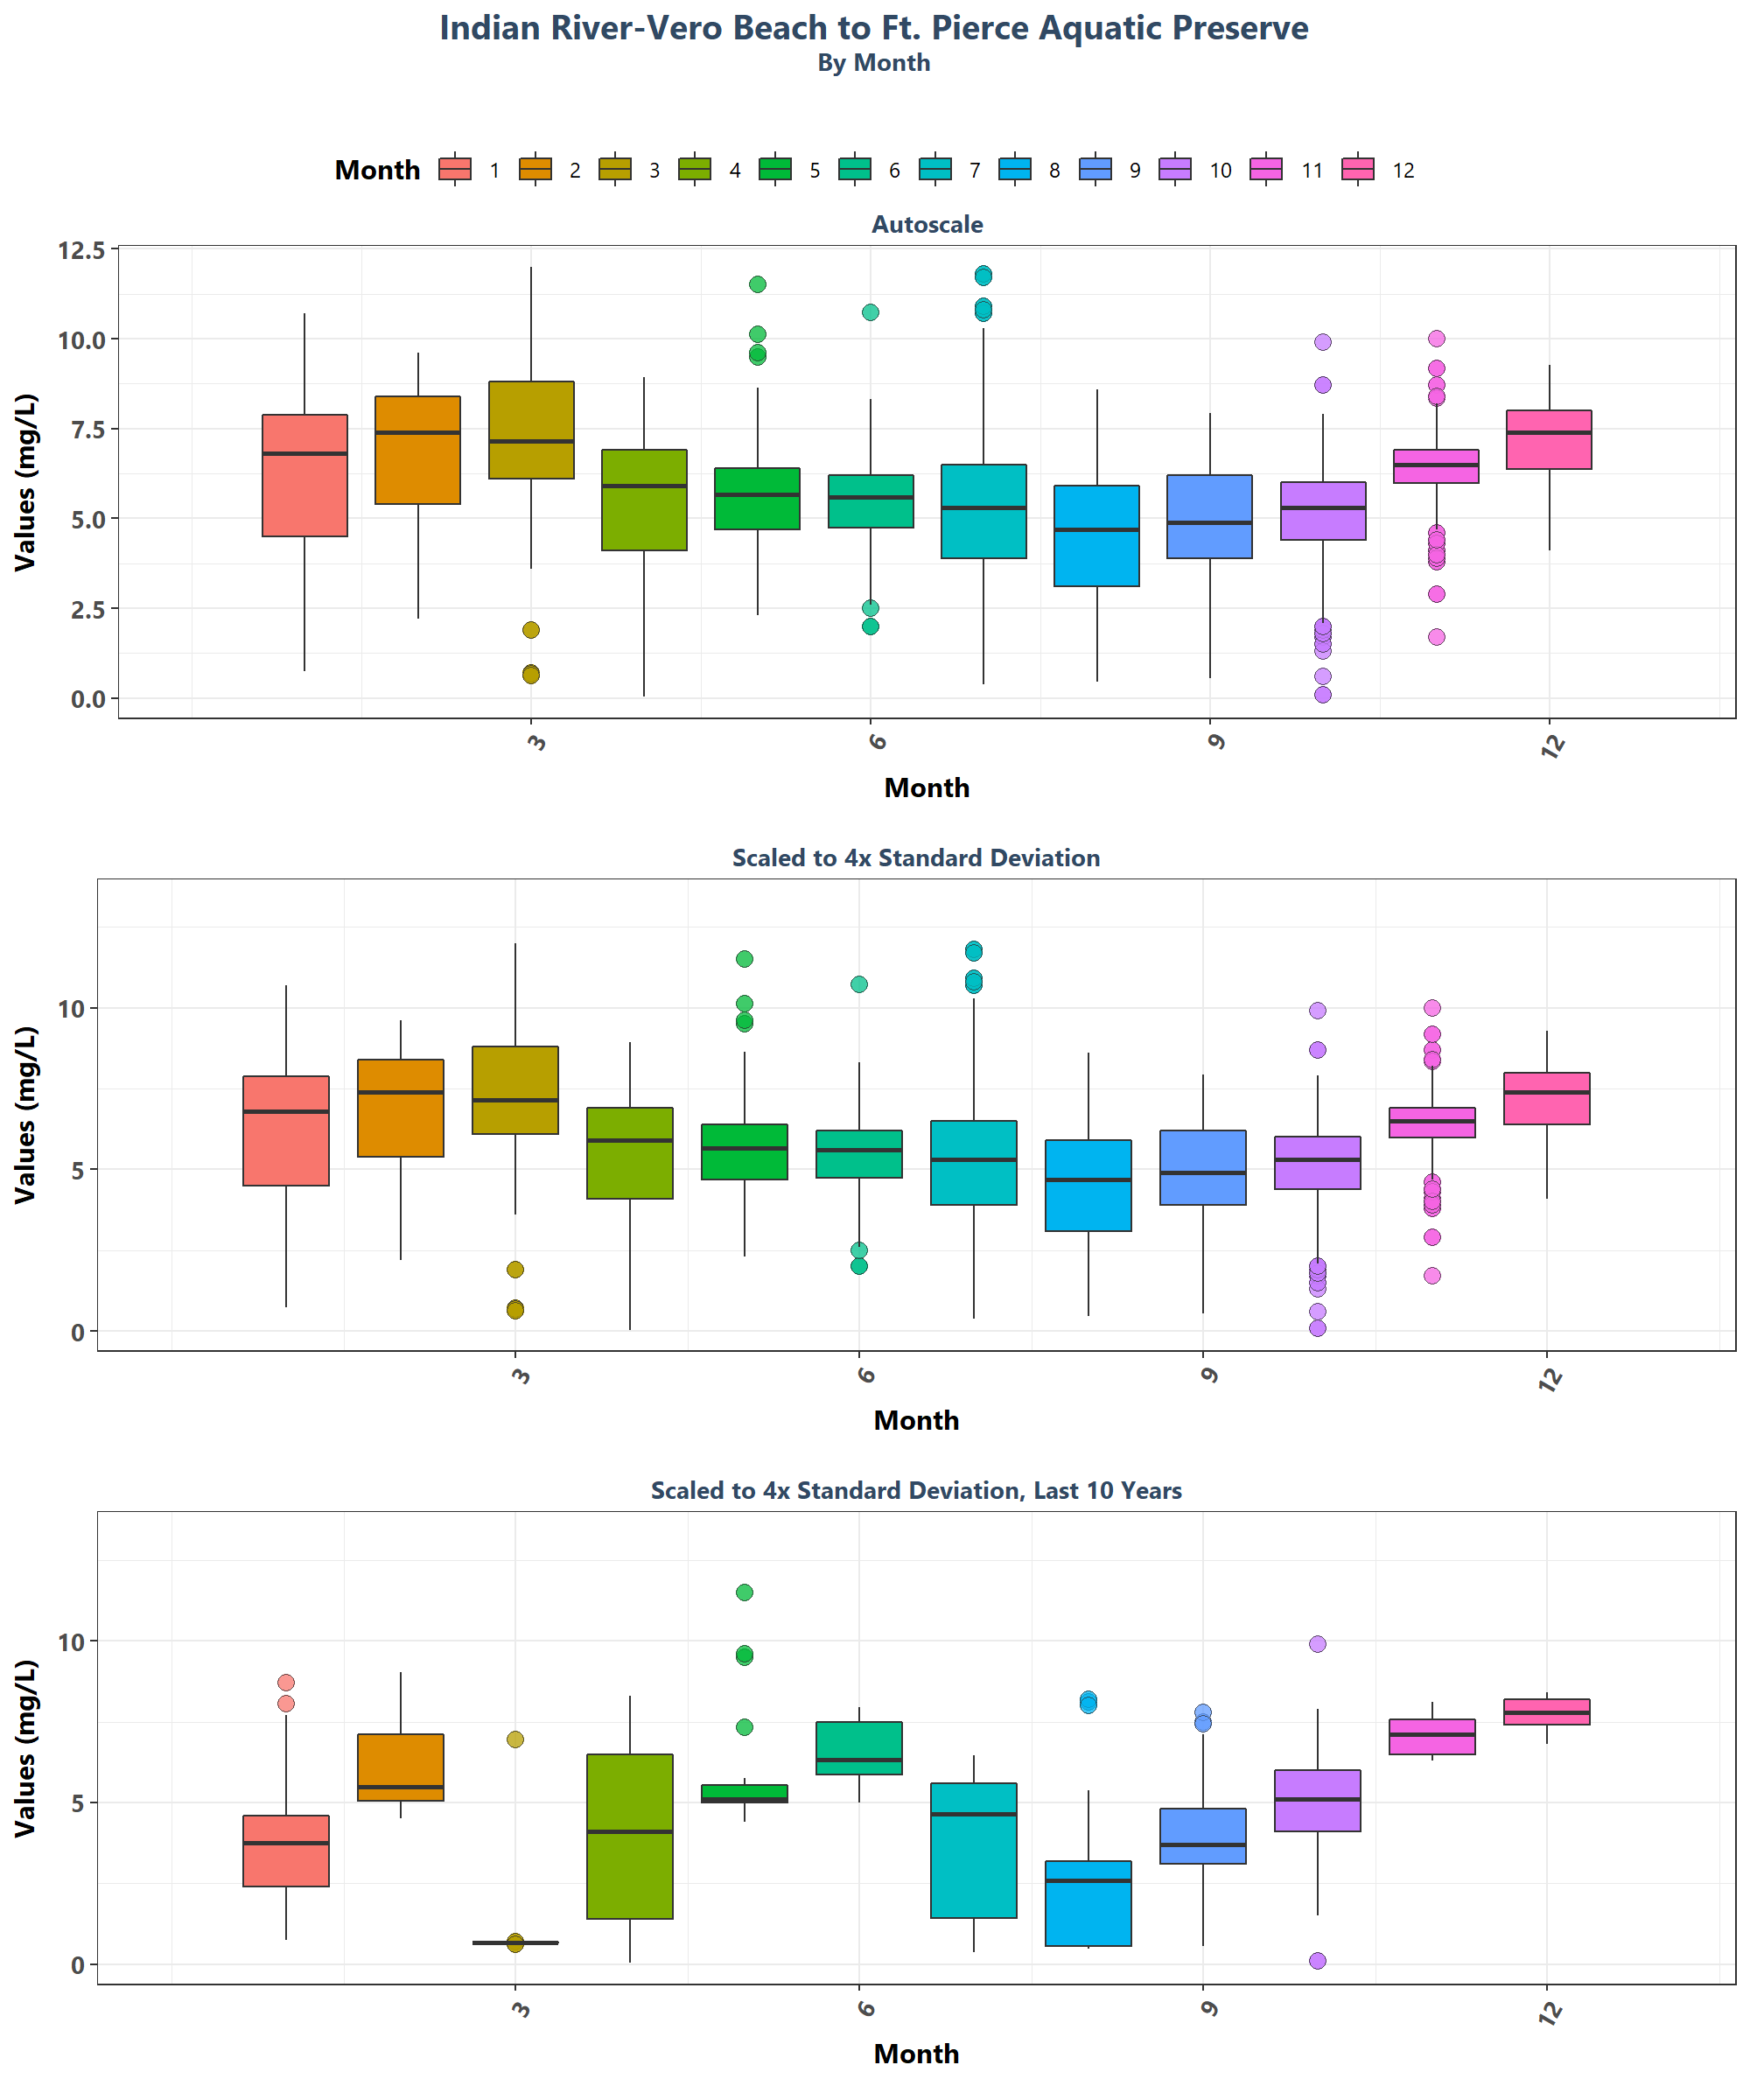 Indian River-Vero Beach to Ft. Pierce Aquatic Preserve
By Month
Month 1 2 3 4 5 6 7 8 9 10 11 12
Autoscale
12.5
10.0
7.5
5.0
2.5
0.0
Values (mg/L)
3 6 9 12
Month
Scaled to 4x Standard Deviation
10
5
0
Values (mg/L)
3 6 9 12
Month
Scaled to 4x Standard Deviation, Last 10 Years
10
5
0
Values (mg/L)
3 6 9 12
Month